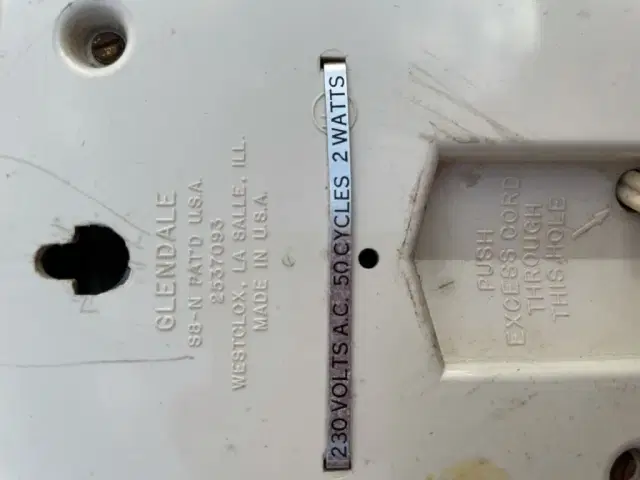 GLENDALE
S8-N PAT'D U.S.A.
2537093
WESTCLOX, LA SALLE, ILL.
MADE IN U.S.A.
230 VOLTS A.C. 50 CYCLES 2 WATTS
PUSH
EXCESS CORD
THROUGH
THIS HOLE